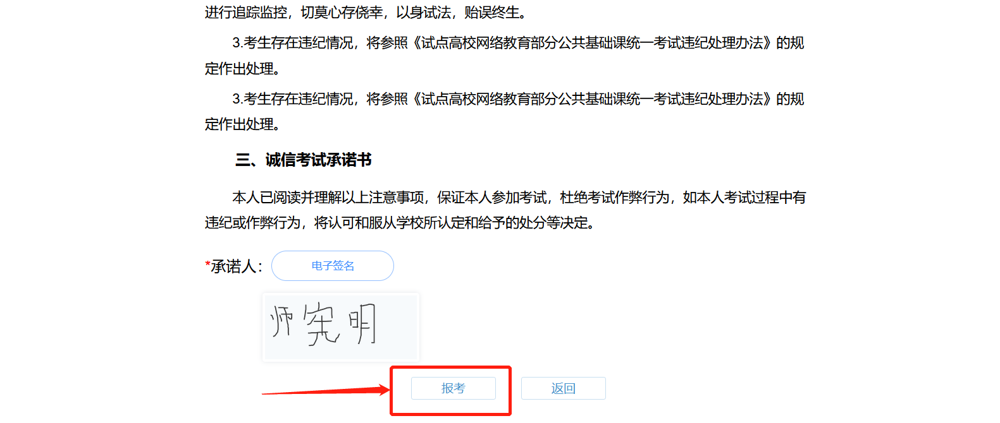 进行追踪监控，切莫心存侥幸，以身试法，贻误终生。
3.考生存在违纪情况，将参照《试点高校网络教育部分公共基础课统一考试违纪处理办法》的规
定作出处理。
3.考生存在违纪情况，将参照《试点高校网络教育部分公共基础课统一考试违纪处理办法》的规
定作出处理。
三、诚信考试承诺书
本人已阅读并理解以上注意事项，保证本人参加考试，杜绝考试作弊行为，如本人考试过程中有
违纪或作弊行为，将认可和服从学校所认定和给予的处分等决定。
*承诺人： 电子签名
师宪明
报考 返回